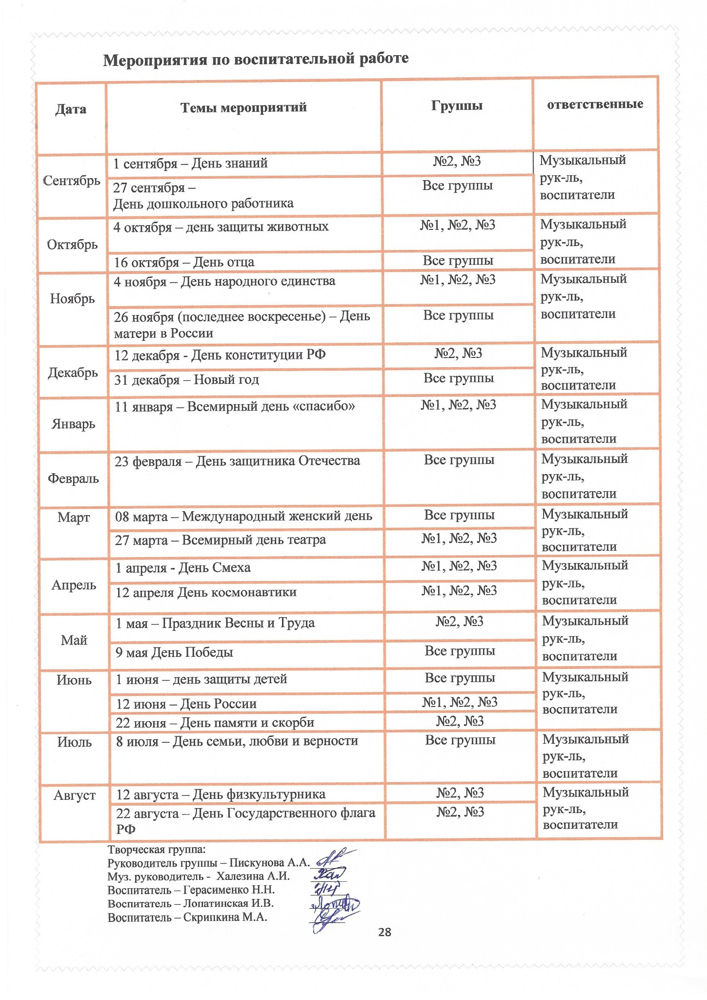 Мероприятия по воспитательной работе
Дата
Темы мероприятий
Группы
ответственные
Сентябрь
1 сентября – День знаний
№2, №3
Музыкальный
рук-ль,
воспитатели
27 сентября –
День дошкольного работника
Все группы
Октябрь
4 октября – день защиты животных
№1, №2, №3
Музыкальный
рук-ль,
воспитатели
16 октября – День отца
Все группы
Ноябрь
4 ноября – День народного единства
№1, №2, №3
Музыкальный
рук-ль,
воспитатели
26 ноября (последнее воскресенье) – День
матери в России
Все группы
Декабрь
12 декабря - День конституции РФ
№2, №3
Музыкальный
рук-ль,
воспитатели
31 декабря – Новый год
Все группы
Январь
11 января – Всемирный день «спасибо»
№1, №2, №3
Музыкальный
рук-ль,
воспитатели
Февраль
23 февраля – День защитника Отечества
Все группы
Музыкальный
рук-ль,
воспитатели
Март
08 марта – Международный женский день
Все группы
Музыкальный
рук-ль,
воспитатели
27 марта – Всемирный день театра
№1, №2, №3
Апрель
1 апреля - День Смеха
№1, №2, №3
Музыкальный
рук-ль,
воспитатели
12 апреля День космонавтики
№1, №2, №3
Май
1 мая – Праздник Весны и Труда
№2, №3
Музыкальный
рук-ль,
воспитатели
9 мая День Победы
Все группы
Июнь
1 июня – день защиты детей
Все группы
Музыкальный
рук-ль,
воспитатели
12 июня – День России
№1, №2, №3
22 июня – День памяти и скорби
№2, №3
Июль
8 июля – День семьи, любви и верности
Все группы
Музыкальный
рук-ль,
воспитатели
Август
12 августа – День физкультурника
№2, №3
Музыкальный
рук-ль,
воспитатели
22 августа – День Государственного флага
РФ
№2, №3
Творческая группа:
Руководитель группы – Пискунова А.А.
Муз. руководитель - Халезина А.И.
Воспитатель – Герасименко Н.Н.
Воспитатель – Лопатинская И.В.
Воспитатель – Скрипкина М.А.
28